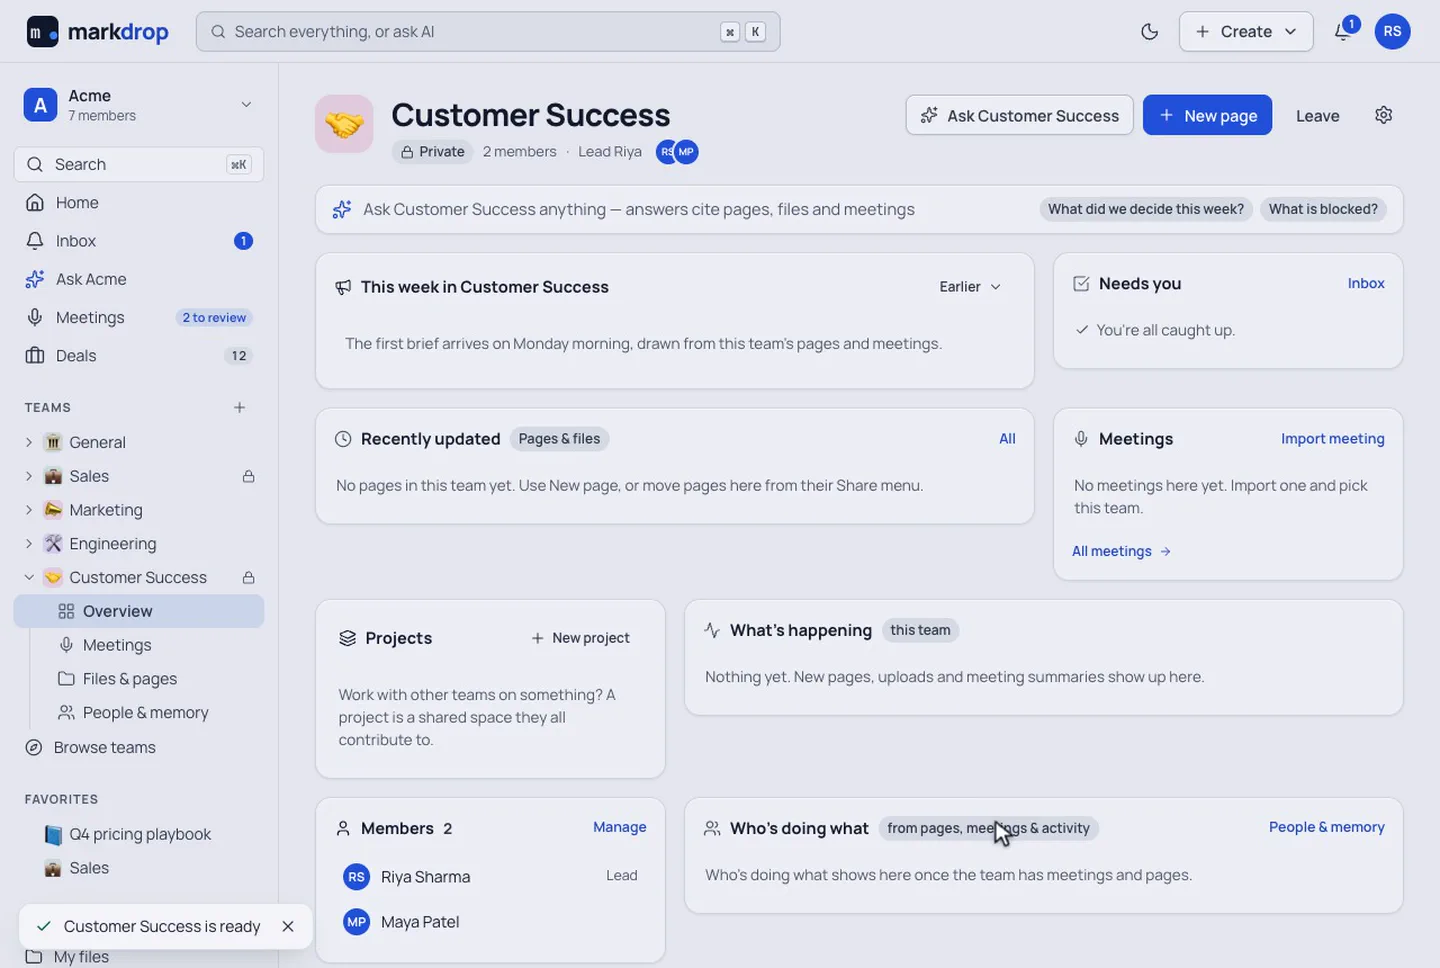 markdrop
Search everything, or ask AI
⌘ K
Create
1
RS
A
Acme
7 members
Search
⌘K
Home
Inbox
1
Ask Acme
Meetings
2 to review
Deals
12
TEAMS
General
Sales
Marketing
Engineering
Customer Success
Overview
Meetings
Files & pages
People & memory
Browse teams
FAVORITES
Q4 pricing playbook
Sales
Customer Success is ready
My files
Customer Success
Private
2 members · Lead Riya
RS MP
Ask Customer Success
New page
Leave
Ask Customer Success anything — answers cite pages, files and meetings
What did we decide this week?
What is blocked?
This week in Customer Success
Earlier
The first brief arrives on Monday morning, drawn from this team's pages and meetings.
Needs you
Inbox
You're all caught up.
Recently updated
Pages & files
All
No pages in this team yet. Use New page, or move pages here from their Share menu.
Meetings
Import meeting
No meetings here yet. Import one and pick
this team.
All meetings
Projects
New project
Work with other teams on something? A
project is a shared space they all
contribute to.
What's happening
this team
Nothing yet. New pages, uploads and meeting summaries show up here.
Members 2
Manage
RS Riya Sharma
Lead
MP Maya Patel
Who's doing what
from pages, meetings & activity
People & memory
Who's doing what shows here once the team has meetings and pages.